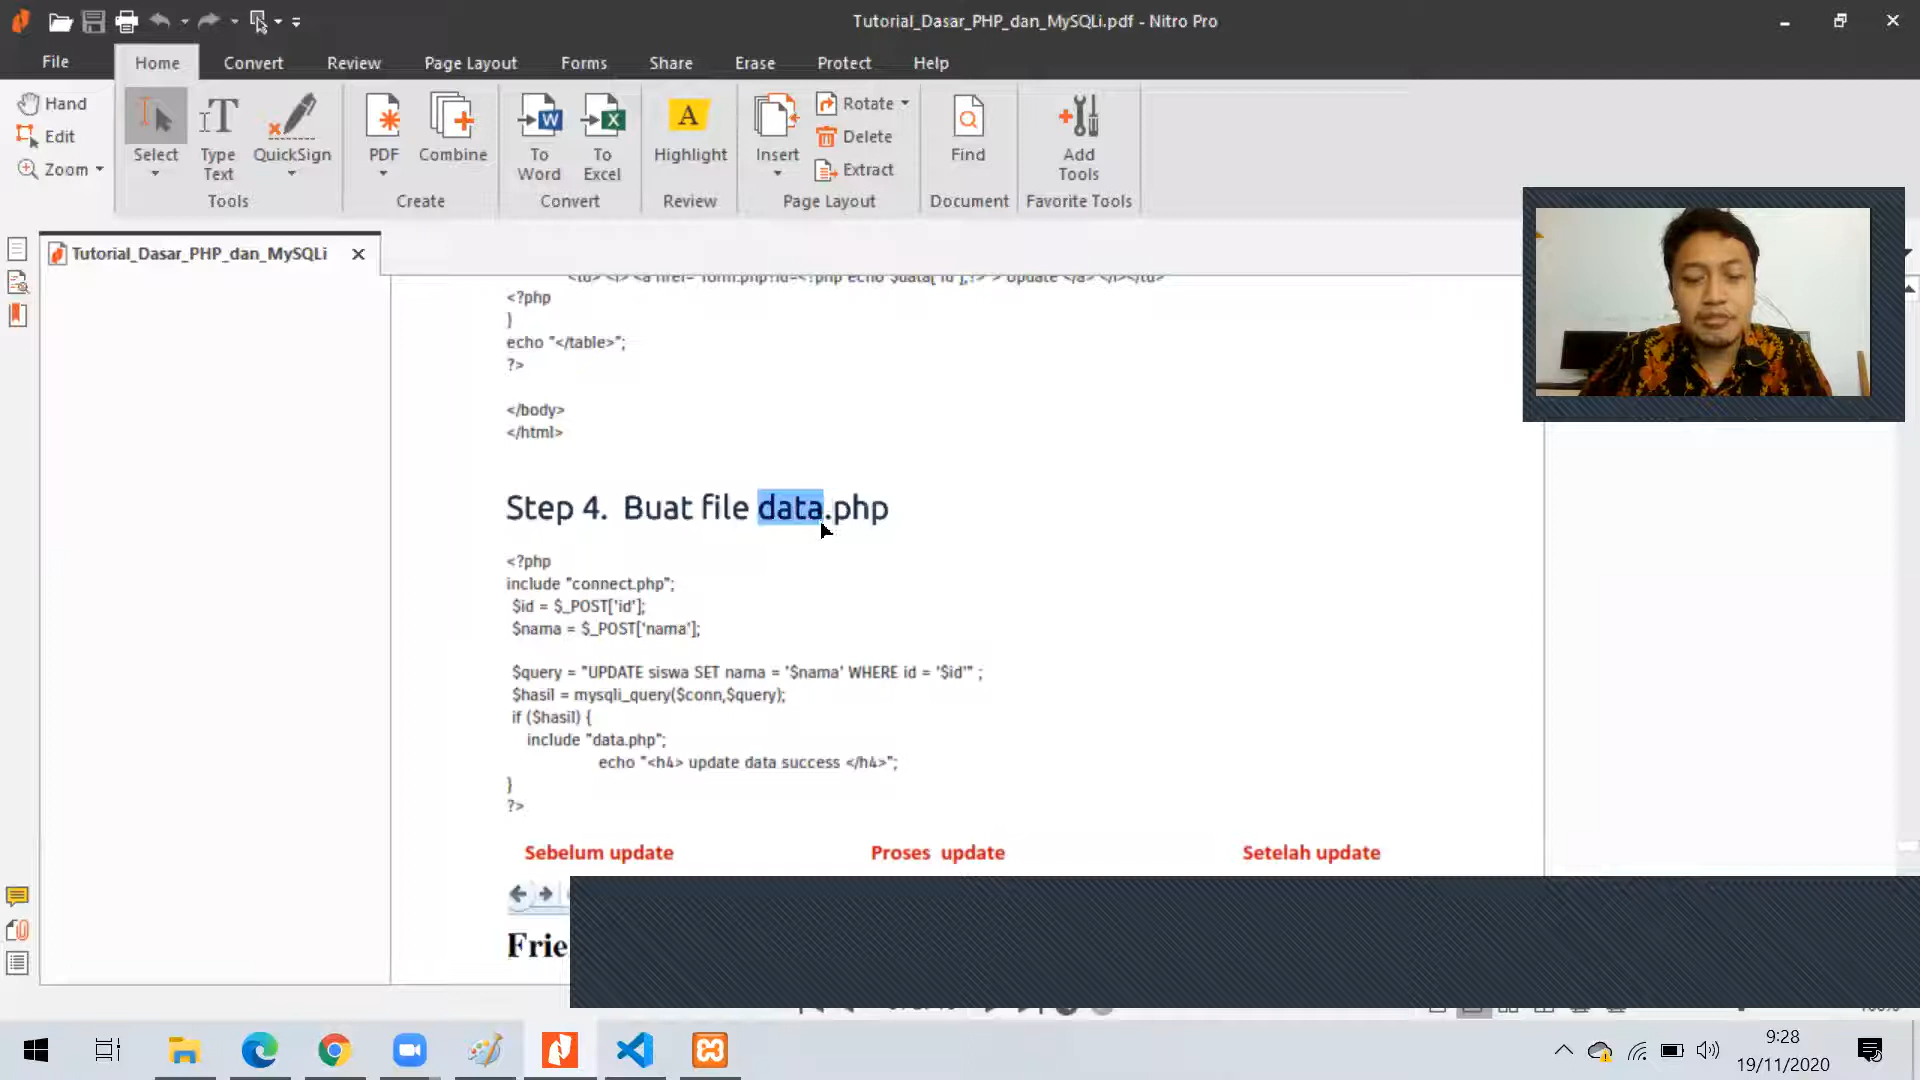 Tutorial_Dasar_PHP_dan_MySQLi.pdf - Nitro Pro
File
Home
Convert
Review
Page Layout
Forms
Share
Erase
Protect
Help
Hand
Edit
Zoom
Select
Type
Text
QuickSign
Tools
PDF
Combine
Create
To
Word
To
Excel
Convert
Highlight
Review
Insert
Rotate
Delete
Extract
Page Layout
Find
Document
Add
Tools
Favorite Tools
Tutorial_Dasar_PHP_dan_MySQLi
<?php
}
echo "</table>";
?>
</body>
</html>
Step 4. Buat file data.php
<?php
include "connect.php";
$id = $_POST['id'];
$nama = $_POST['nama'];
$query = "UPDATE siswa SET nama = '$nama' WHERE id = '$id'" ;
$hasil = mysqli_query($conn,$query);
if ($hasil) {
include "data.php";
echo "<h4> update data success </h4>";
}
?>
Sebelum update
Proses update
Setelah update
Frie
9:28
19/11/2020